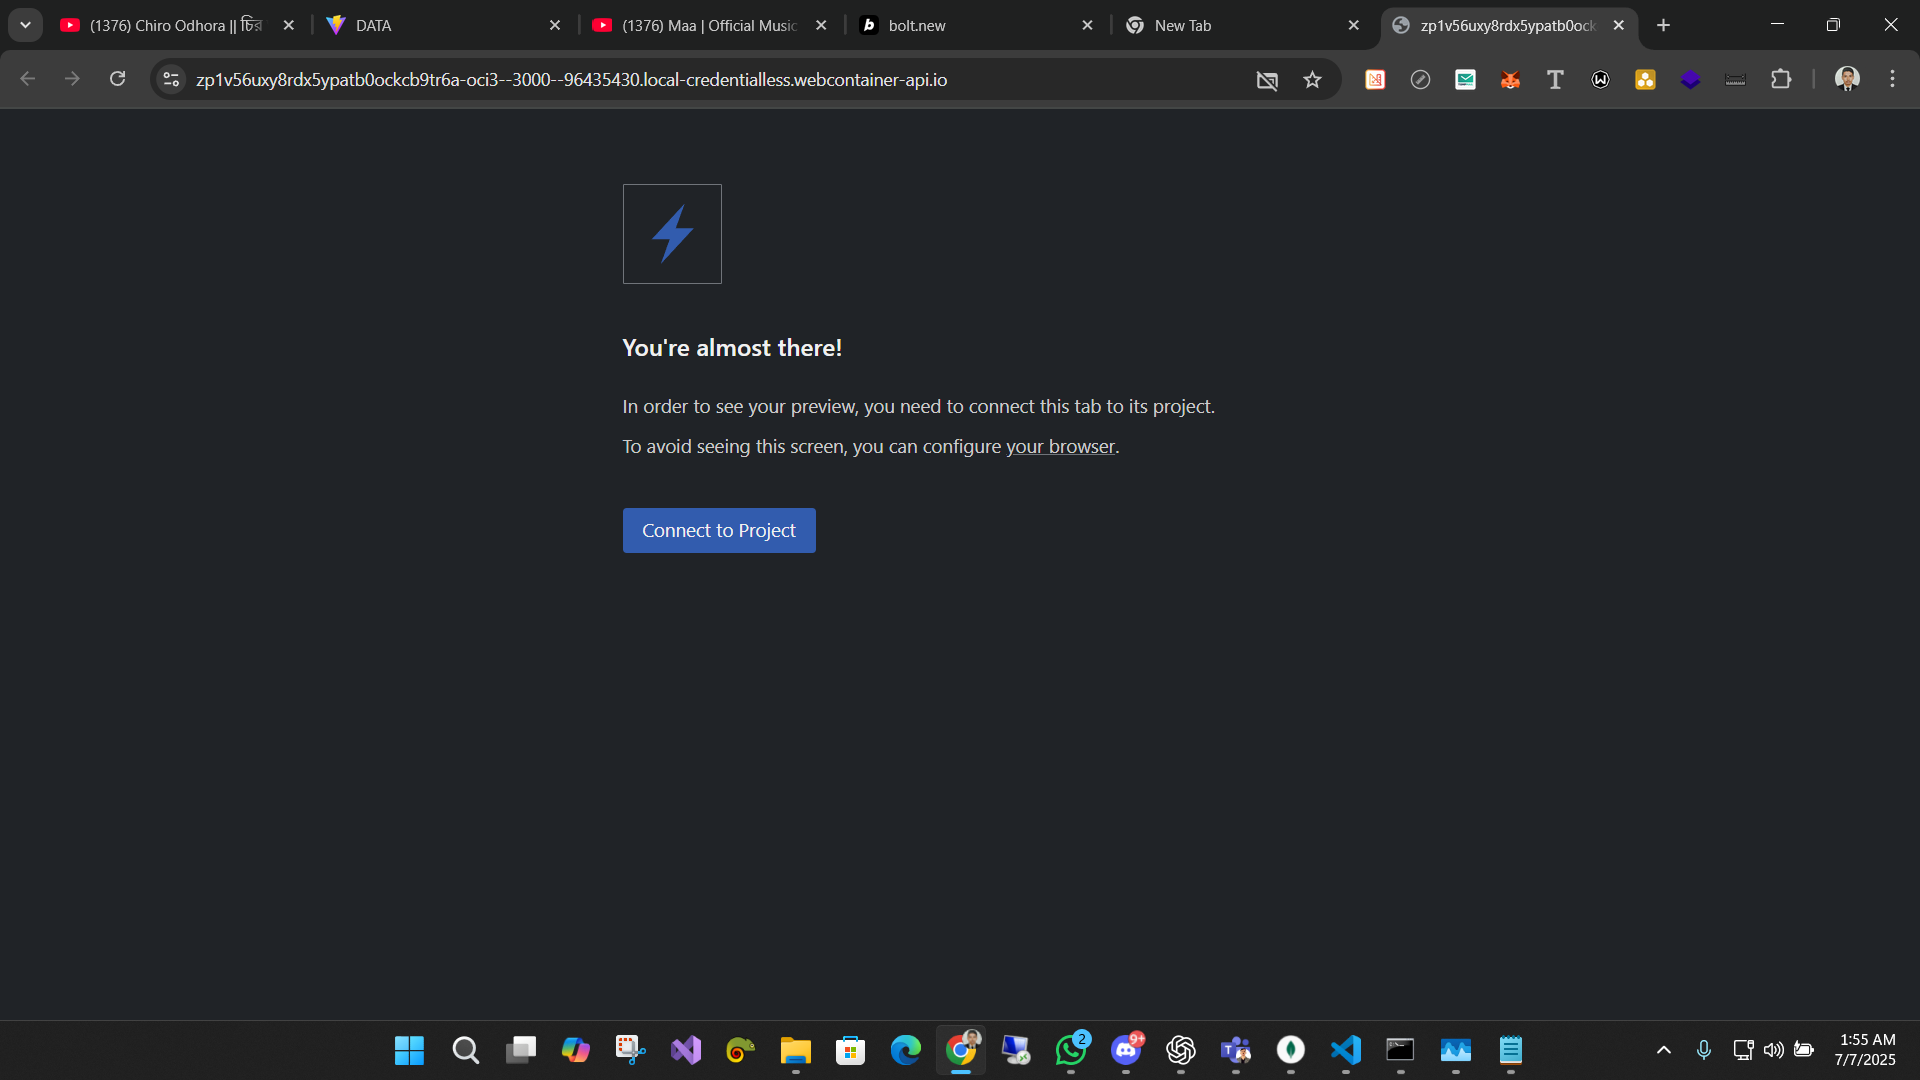 (1376) Chiro Odhora || চির
DATA
(1376) Maa | Official Music
bolt.new
New Tab
zp1v56uxy8rdx5ypatb0ock
zp1v56uxy8rdx5ypatb0ockcb9tr6a-oci3--3000--96435430.local-credentialless.webcontainer-api.io
You're almost there!
In order to see your preview, you need to connect this tab to its project.
To avoid seeing this screen, you can configure your browser.
Connect to Project
2
9+
1:55 AM
7/7/2025